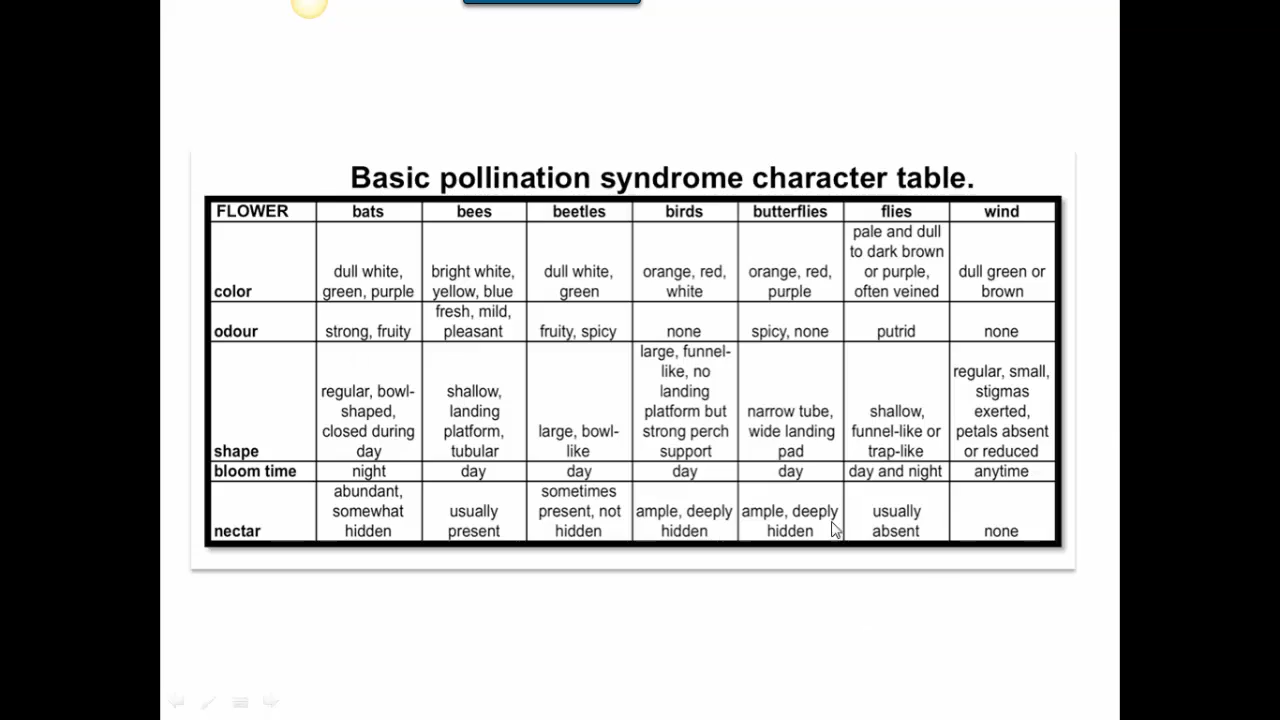 Basic pollination syndrome character table.
FLOWER bats bees beetles birds butterflies flies wind
color dull white, green, purple bright white, yellow, blue dull white, green orange, red, white orange, red, purple pale and dull to dark brown or purple, often veined dull green or brown
odour strong, fruity fresh, mild, pleasant fruity, spicy none spicy, none putrid none
shape regular, bowl-shaped, closed during day shallow, landing platform, tubular large, bowl-like large, funnel-like, no landing platform but strong perch support narrow tube, wide landing pad shallow, funnel-like or trap-like regular, small, stigmas exerted, petals absent or reduced
bloom time night day day day day day and night anytime
nectar abundant, somewhat hidden usually present sometimes present, not hidden ample, deeply hidden ample, deeply hidden usually absent none